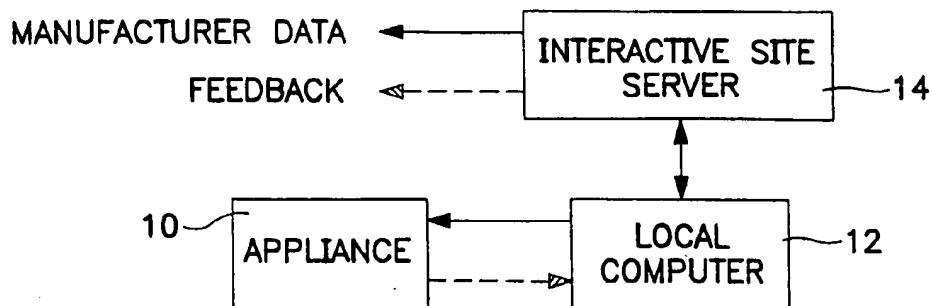 MANUFACTURER DATA
FEEDBACK
INTERACTIVE SITE
SERVER
14
10
APPLIANCE
LOCAL
COMPUTER
12